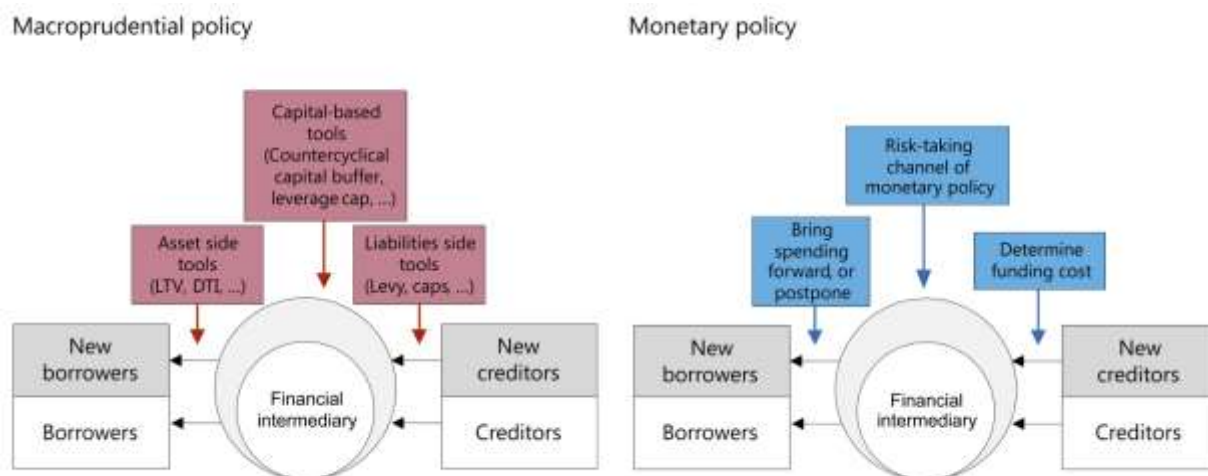 Macroprudential policy
Capital-based
tools
(Countercyclical
capital buffer,
leverage cap, ...)
Asset side
tools
(LTV, DTI, ...)
Liabilities side
tools
(Levy, caps, ...)
New
borrowers
Borrowers
Financial
intermediary
New
creditors
Creditors
Monetary policy
Risk-taking
channel of
monetary policy
Bring
spending
forward, or
postpone
Determine
funding cost
New
borrowers
Borrowers
Financial
intermediary
New
creditors
Creditors